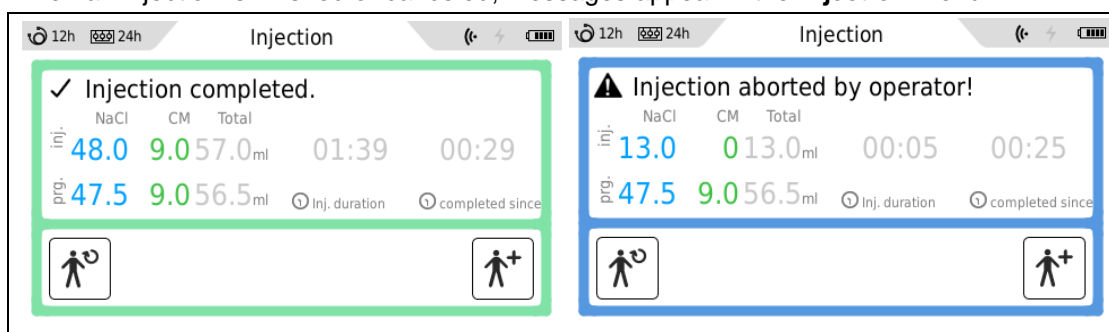 12h 24h Injection
✓ Injection completed.
NaCl CM Total
inj. 48.0 9.0 57.0ml 01:39 00:29
prg. 47.5 9.0 56.5ml Inj. duration completed since
12h 24h Injection
Injection aborted by operator!
NaCl CM Total
inj. 13.0 0 13.0ml 00:05 00:25
prg. 47.5 9.0 56.5ml Inj. duration completed since